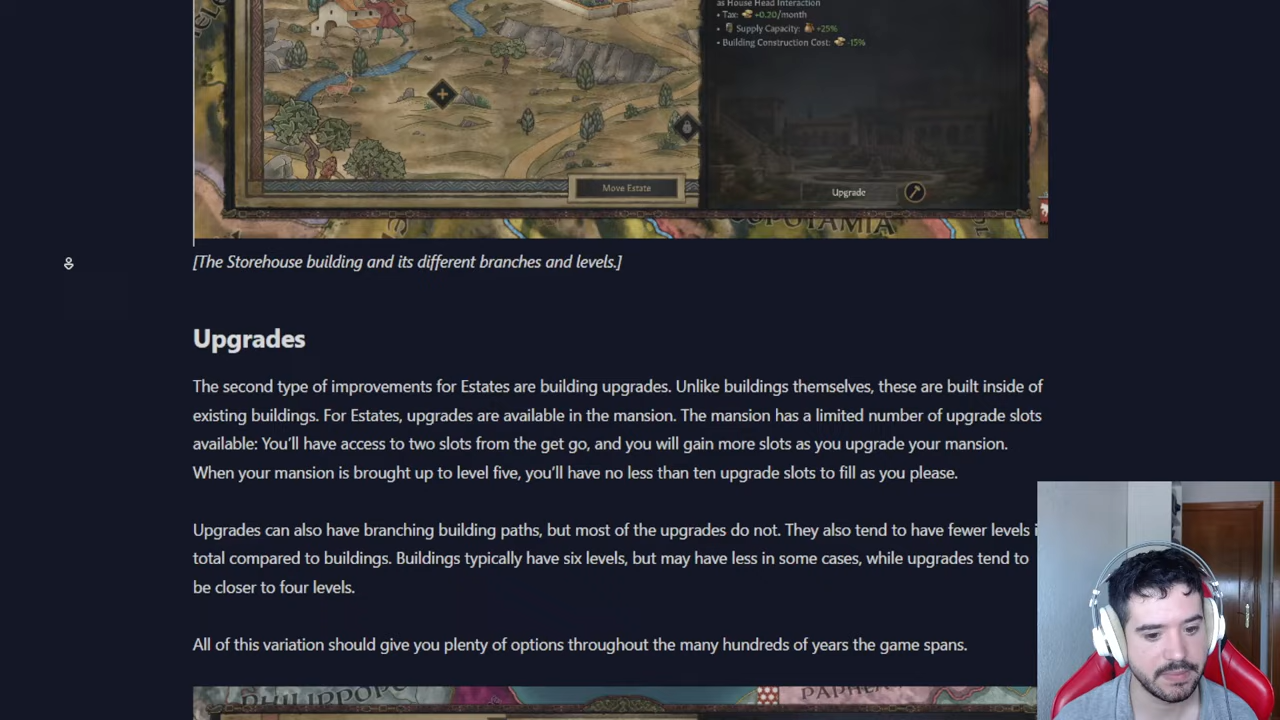 as House Head Interaction
• Tax: +0.20/month
• Supply Capacity: +25%
• Building Construction Cost: -15%
Move Estate
Upgrade
[The Storehouse building and its different branches and levels.]
Upgrades
The second type of improvements for Estates are building upgrades. Unlike buildings themselves, these are built inside of
existing buildings. For Estates, upgrades are available in the mansion. The mansion has a limited number of upgrade slots
available: You’ll have access to two slots from the get go, and you will gain more slots as you upgrade your mansion.
When your mansion is brought up to level five, you’ll have no less than ten upgrade slots to fill as you please.
Upgrades can also have branching building paths, but most of the upgrades do not. They also tend to have fewer levels i
total compared to buildings. Buildings typically have six levels, but may have less in some cases, while upgrades tend to
be closer to four levels.
All of this variation should give you plenty of options throughout the many hundreds of years the game spans.
PHILIPPOPO